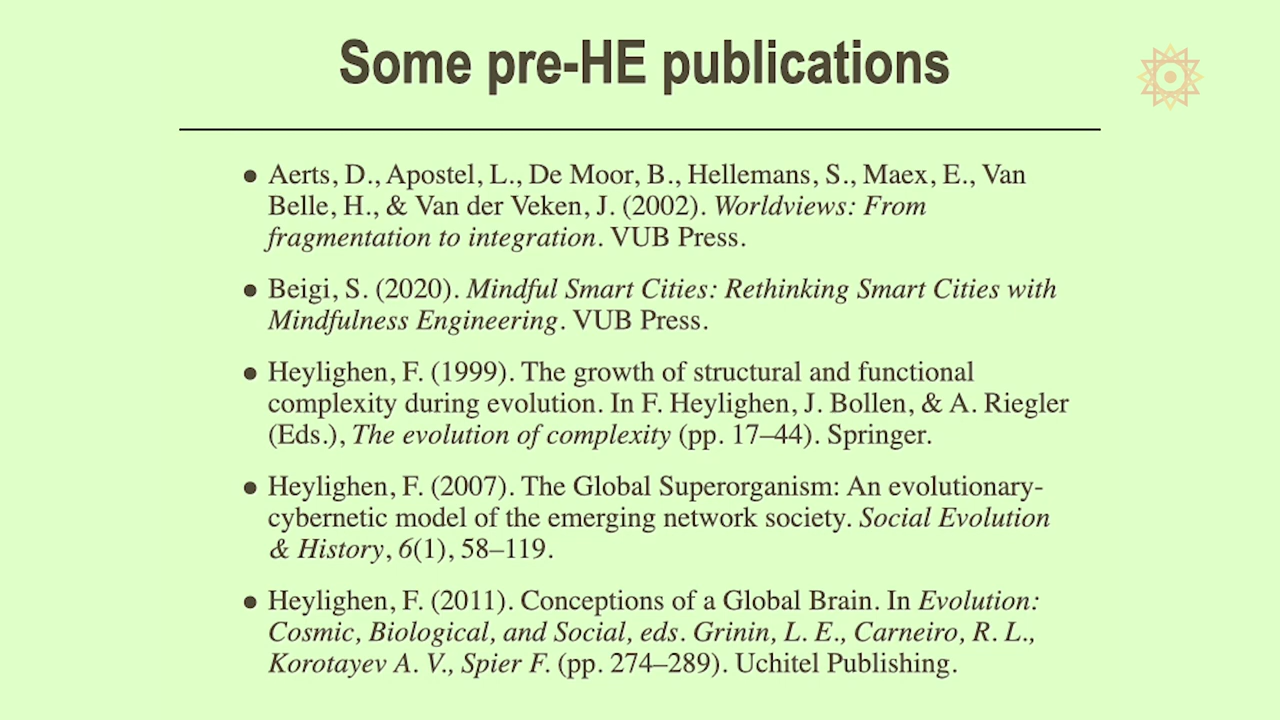 Some pre-HE publications
• Aerts, D., Apostel, L., De Moor, B., Hellemans, S., Maex, E., Van
Belle, H., & Van der Veken, J. (2002). Worldviews: From
fragmentation to integration. VUB Press.
• Beigi, S. (2020). Mindful Smart Cities: Rethinking Smart Cities with
Mindfulness Engineering. VUB Press.
• Heylighen, F. (1999). The growth of structural and functional
complexity during evolution. In F. Heylighen, J. Bollen, & A. Riegler
(Eds.), The evolution of complexity (pp. 17–44). Springer.
• Heylighen, F. (2007). The Global Superorganism: An evolutionary-
cybernetic model of the emerging network society. Social Evolution
& History, 6(1), 58–119.
• Heylighen, F. (2011). Conceptions of a Global Brain. In Evolution:
Cosmic, Biological, and Social, eds. Grinin, L. E., Carneiro, R. L.,
Korotayev A. V., Spier F. (pp. 274–289). Uchitel Publishing.